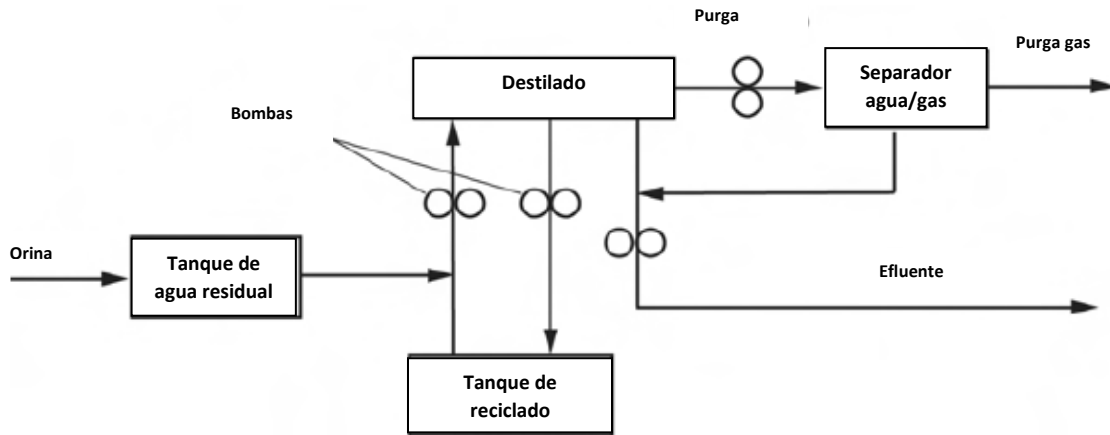 Purga
Purga gas
Destilado
Separador
agua/gas
Bombas
Orina
Tanque de
agua residual
Efluente
Tanque de
reciclado